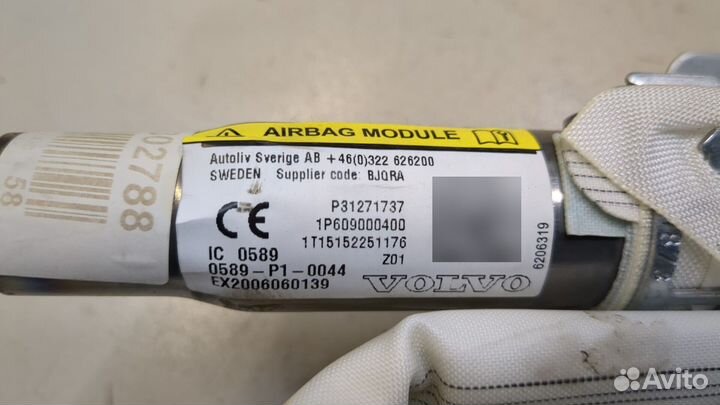 AIRBAG MODULE
Autoliv Sverige AB +46(0)322 626200
SWEDEN Supplier code: BJQRA
P31271737
1P609000400
1T15152251176
Z01
CE
IC 0589
0589-P1-0044
EX2006060139
VOLVO
6206319
02788
58
Avito